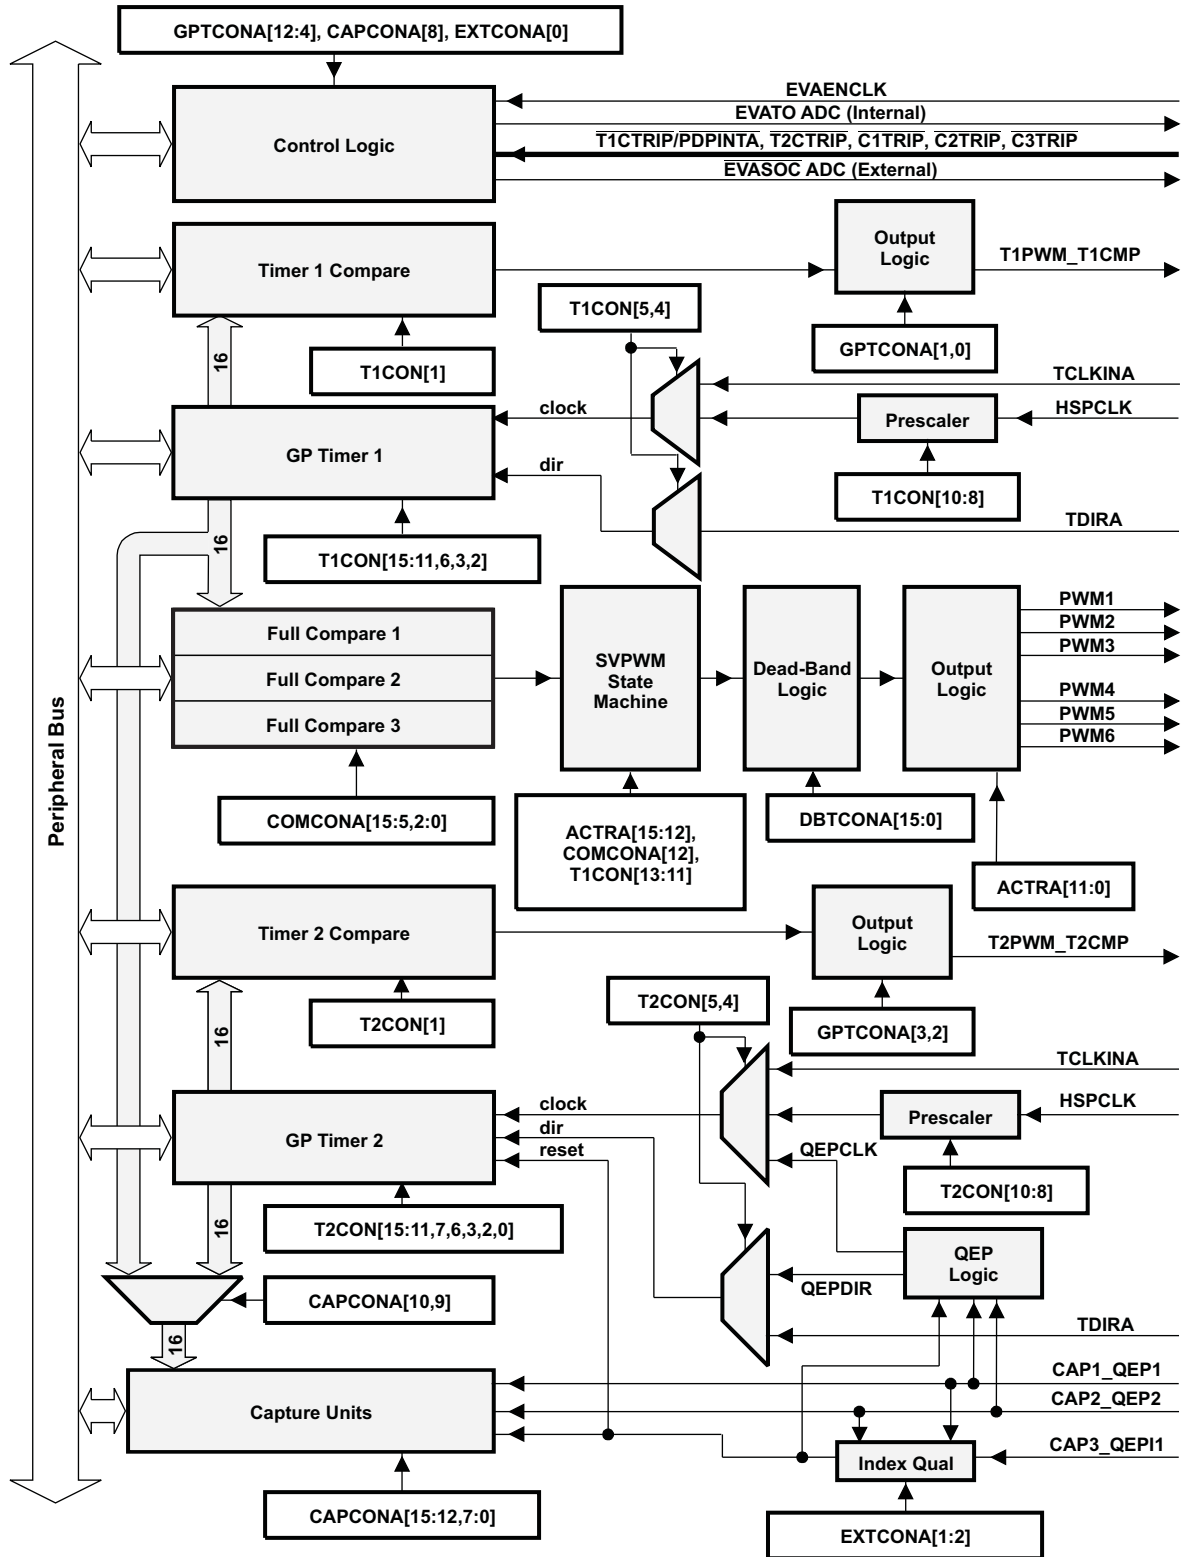 GPTCONA[12:4], CAPCONA[8], EXTCONA[0]
Control Logic
EVAENCLK
EVATO ADC (Internal)
T1CTRIP/PDPINTA, T2CTRIP, C1TRIP, C2TRIP, C3TRIP
EVASOC ADC (External)
Timer 1 Compare
Output
Logic
T1PWM_T1CMP
T1CON[5,4]
GPTCONA[1,0]
16
T1CON[1]
TCLKINA
clock
HSPCLK
Prescaler
GP Timer 1
dir
T1CON[10:8]
TDIRA
16
T1CON[15:11,6,3,2]
Full Compare 1
Full Compare 2
Full Compare 3
SVPWM
State
Machine
Dead-Band
Logic
Output
Logic
PWM1
PWM2
PWM3
PWM4
PWM5
PWM6
Peripheral Bus
COMCONA[15:5,2:0]
ACTRA[15:12],
COMCONA[12],
T1CON[13:11]
DBTCONA[15:0]
ACTRA[11:0]
Timer 2 Compare
Output
Logic
T2PWM_T2CMP
T2CON[5,4]
T2CON[1]
GPTCONA[3,2]
16
TCLKINA
clock
HSPCLK
Prescaler
dir
GP Timer 2
reset
QEPCLK
T2CON[10:8]
16
T2CON[15:11,7,6,3,2,0]
QEP
Logic
QEPDIR
CAPCONA[10,9]
TDIRA
16
CAP1_QEP1
CAP2_QEP2
Capture Units
CAP3_QEPI1
Index Qual
CAPCONA[15:12,7:0]
EXTCONA[1:2]